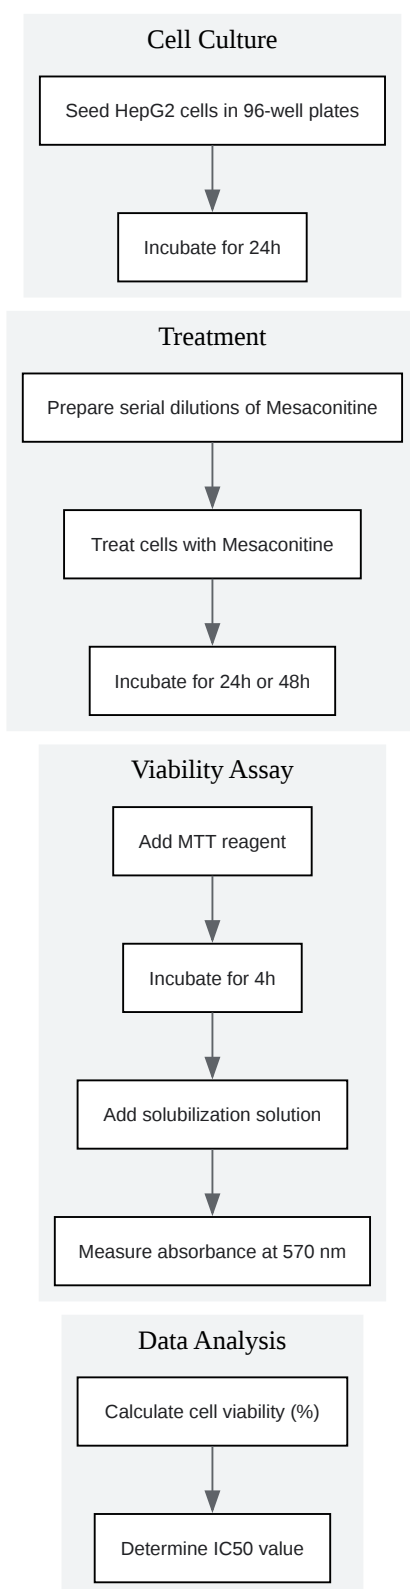 Cell Culture
Seed HepG2 cells in 96-well plates
Incubate for 24h
Treatment
Prepare serial dilutions of Mesaconitine
Treat cells with Mesaconitine
Incubate for 24h or 48h
Viability Assay
Add MTT reagent
Incubate for 4h
Add solubilization solution
Measure absorbance at 570 nm
Data Analysis
Calculate cell viability (%)
Determine IC50 value